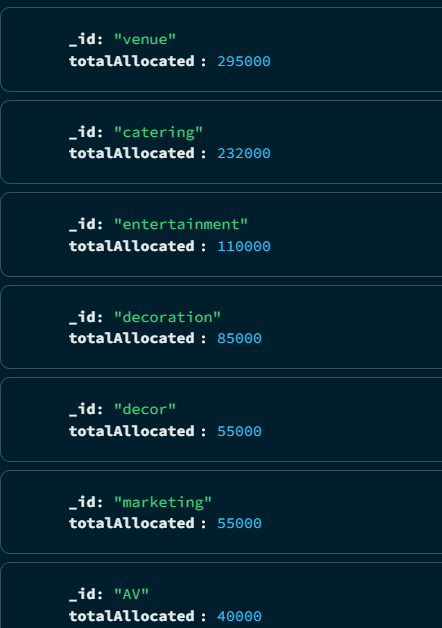 _id: "venue"
totalAllocated : 295000
_id: "catering"
totalAllocated : 232000
_id: "entertainment"
totalAllocated : 110000
_id: "decoration"
totalAllocated : 85000
_id: "decor"
totalAllocated : 55000
_id: "marketing"
totalAllocated : 55000
_id: "AV"
totalAllocated : 40000